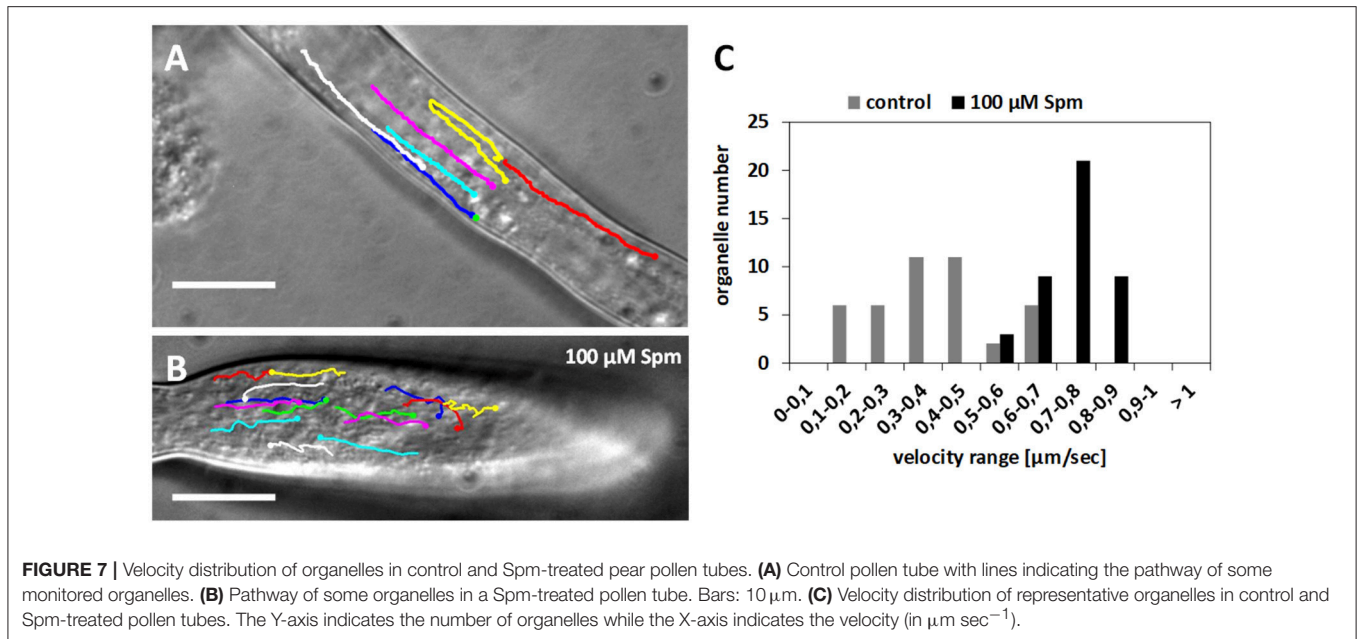 A
B
100 µM Spm
C
control 100 µM Spm
organelle number
25
20
15
10
5
0
0-0,1
0,1-0,2
0,2-0,3
0,3-0,4
0,4-0,5
0,5-0,6
0,6-0,7
0,7-0,8
0,8-0,9
0,9-1
> 1
velocity range [µm/sec]
FIGURE 7 | Velocity distribution of organelles in control and Spm-treated pear pollen tubes. (A) Control pollen tube with lines indicating the pathway of some
monitored organelles. (B) Pathway of some organelles in a Spm-treated pollen tube. Bars: 10 µm. (C) Velocity distribution of representative organelles in control and
Spm-treated pollen tubes. The Y-axis indicates the number of organelles while the X-axis indicates the velocity (in µm sec⁻¹).